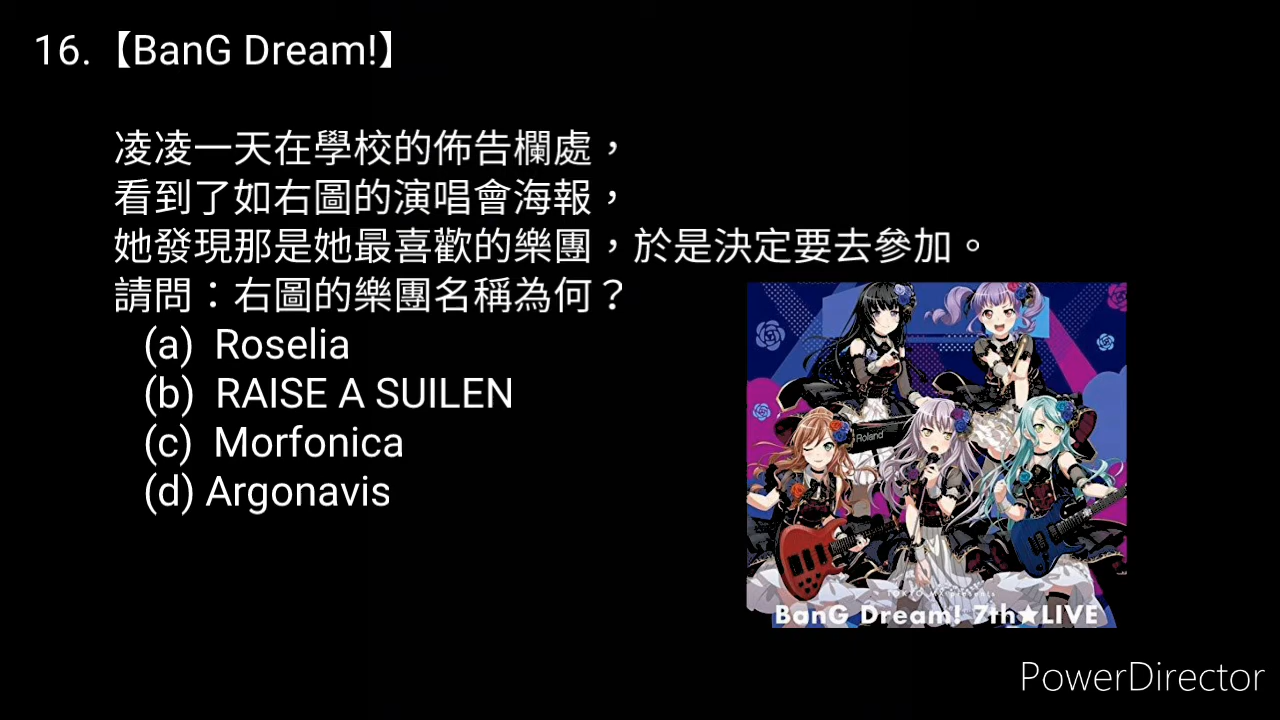 16.【BanG Dream!】
凌凌一天在學校的佈告欄處，
看到了如右圖的演唱會海報，
她發現那是她最喜歡的樂團，於是決定要去參加。
請問：右圖的樂團名稱為何？
(a) Roselia
(b) RAISE A SUILEN
(c) Morfonica
(d) Argonavis
Roland
TOKYO MX presents
BanG Dream! 7th★LIVE
PowerDirector